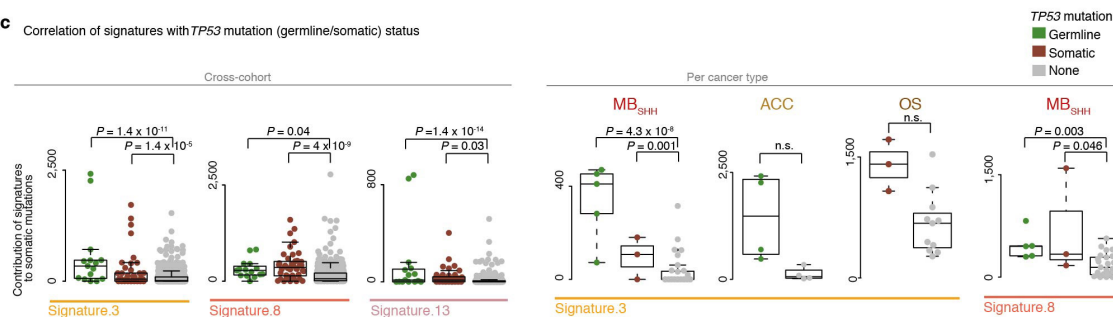 c
Correlation of signatures with TP53 mutation (germline/somatic) status
TP53 mutation
Germline
Somatic
None
Cross-cohort
Per cancer type
Contribution of signatures
to somatic mutations
2,500
0
P = 1.4 x 10-11
P = 1.4 x 10-5
Signature.3
2,500
0
P = 0.04
P = 4 x 10-9
Signature.8
800
0
P =1.4 x 10-14
P = 0.03
Signature.13
MBSHH
400
0
P = 4.3 x 10-8
P = 0.001
ACC
2,500
0
n.s.
OS
1,500
0
n.s.
Signature.3
MBSHH
1,500
0
P = 0.003
P = 0.046
Signature.8